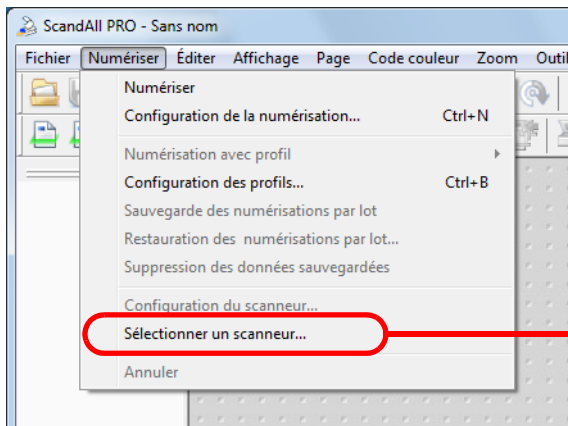 ScandAll PRO - Sans nom
Fichier Numériser Éditer Affichage Page Code couleur Zoom
Numériser
Configuration de la numérisation... Ctrl+N
Numérisation avec profil
Configuration des profils... Ctrl+B
Sauvegarde des numérisations par lot
Restauration des numérisations par lot...
Suppression des données sauvegardées
Configuration du scanneur...
Sélectionner un scanneur...
Annuler